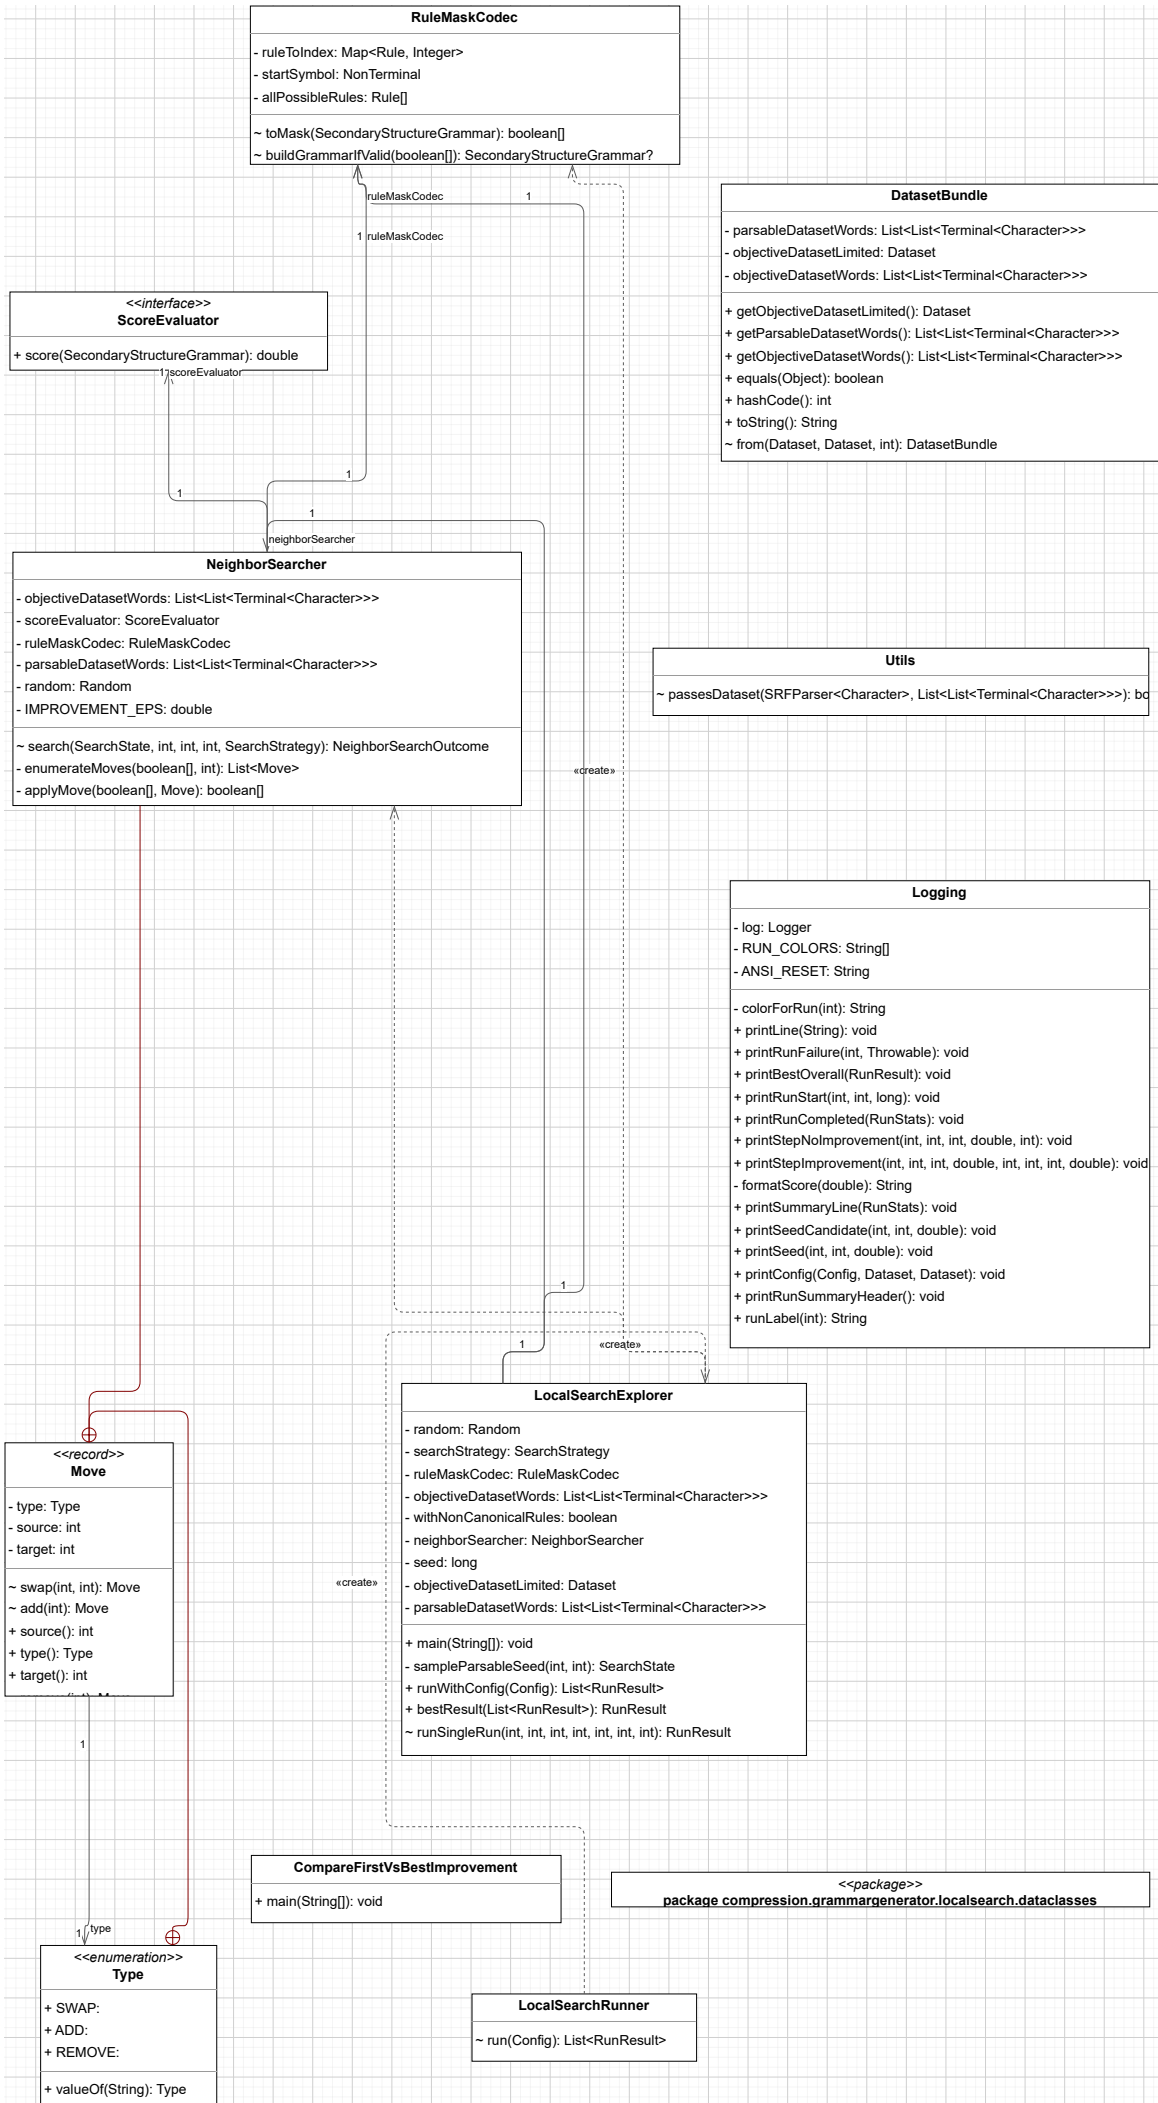 RuleMaskCodec
- ruleToIndex: Map<Rule, Integer>
- startSymbol: NonTerminal
- allPossibleRules: Rule[]
~ toMask(SecondaryStructureGrammar): boolean[]
~ buildGrammarIfValid(boolean[]): SecondaryStructureGrammar?
ruleMaskCodec
1
1 ruleMaskCodec
DatasetBundle
- parsableDatasetWords: List<List<Terminal<Character>>>
- objectiveDatasetLimited: Dataset
- objectiveDatasetWords: List<List<Terminal<Character>>>
+ getObjectiveDatasetLimited(): Dataset
+ getParsableDatasetWords(): List<List<Terminal<Character>>>
+ getObjectiveDatasetWords(): List<List<Terminal<Character>>>
+ equals(Object): boolean
+ hashCode(): int
+ toString(): String
~ from(Dataset, Dataset, int): DatasetBundle
<<interface>>
ScoreEvaluator
+ score(SecondaryStructureGrammar): double
1 scoreEvaluator
1
1
1
neighborSearcher
NeighborSearcher
- objectiveDatasetWords: List<List<Terminal<Character>>>
- scoreEvaluator: ScoreEvaluator
- ruleMaskCodec: RuleMaskCodec
- parsableDatasetWords: List<List<Terminal<Character>>>
- random: Random
- IMPROVEMENT_EPS: double
~ search(SearchState, int, int, int, SearchStrategy): NeighborSearchOutcome
- enumerateMoves(boolean[], int): List<Move>
- applyMove(boolean[], Move): boolean[]
Utils
~ passesDataset(SRFParser<Character>, List<List<Terminal<Character>>>): bo
«create»
Logging
- log: Logger
- RUN_COLORS: String[]
- ANSI_RESET: String
- colorForRun(int): String
+ printLine(String): void
+ printRunFailure(int, Throwable): void
+ printBestOverall(RunResult): void
+ printRunStart(int, int, long): void
+ printRunCompleted(RunStats): void
+ printStepNoImprovement(int, int, int, double, int): void
+ printStepImprovement(int, int, int, double, int, int, int, double): void
- formatScore(double): String
+ printSummaryLine(RunStats): void
+ printSeedCandidate(int, int, double): void
+ printSeed(int, int, double): void
+ printConfig(Config, Dataset, Dataset): void
+ printRunSummaryHeader(): void
+ runLabel(int): String
1
1
«create»
LocalSearchExplorer
- random: Random
- searchStrategy: SearchStrategy
- ruleMaskCodec: RuleMaskCodec
- objectiveDatasetWords: List<List<Terminal<Character>>>
- withNonCanonicalRules: boolean
- neighborSearcher: NeighborSearcher
- seed: long
- objectiveDatasetLimited: Dataset
- parsableDatasetWords: List<List<Terminal<Character>>>
+ main(String[]): void
- sampleParsableSeed(int, int): SearchState
+ runWithConfig(Config): List<RunResult>
+ bestResult(List<RunResult>): RunResult
~ runSingleRun(int, int, int, int, int, int, int): RunResult
<<record>>
Move
- type: Type
- source: int
- target: int
~ swap(int, int): Move
~ add(int): Move
+ source(): int
+ type(): Type
+ target(): int
«create»
1
CompareFirstVsBestImprovement
+ main(String[]): void
<<package>>
package compression.grammargenerator.localsearch.dataclasses
1 type
<<enumeration>>
Type
+ SWAP:
+ ADD:
+ REMOVE:
+ valueOf(String): Type
LocalSearchRunner
~ run(Config): List<RunResult>